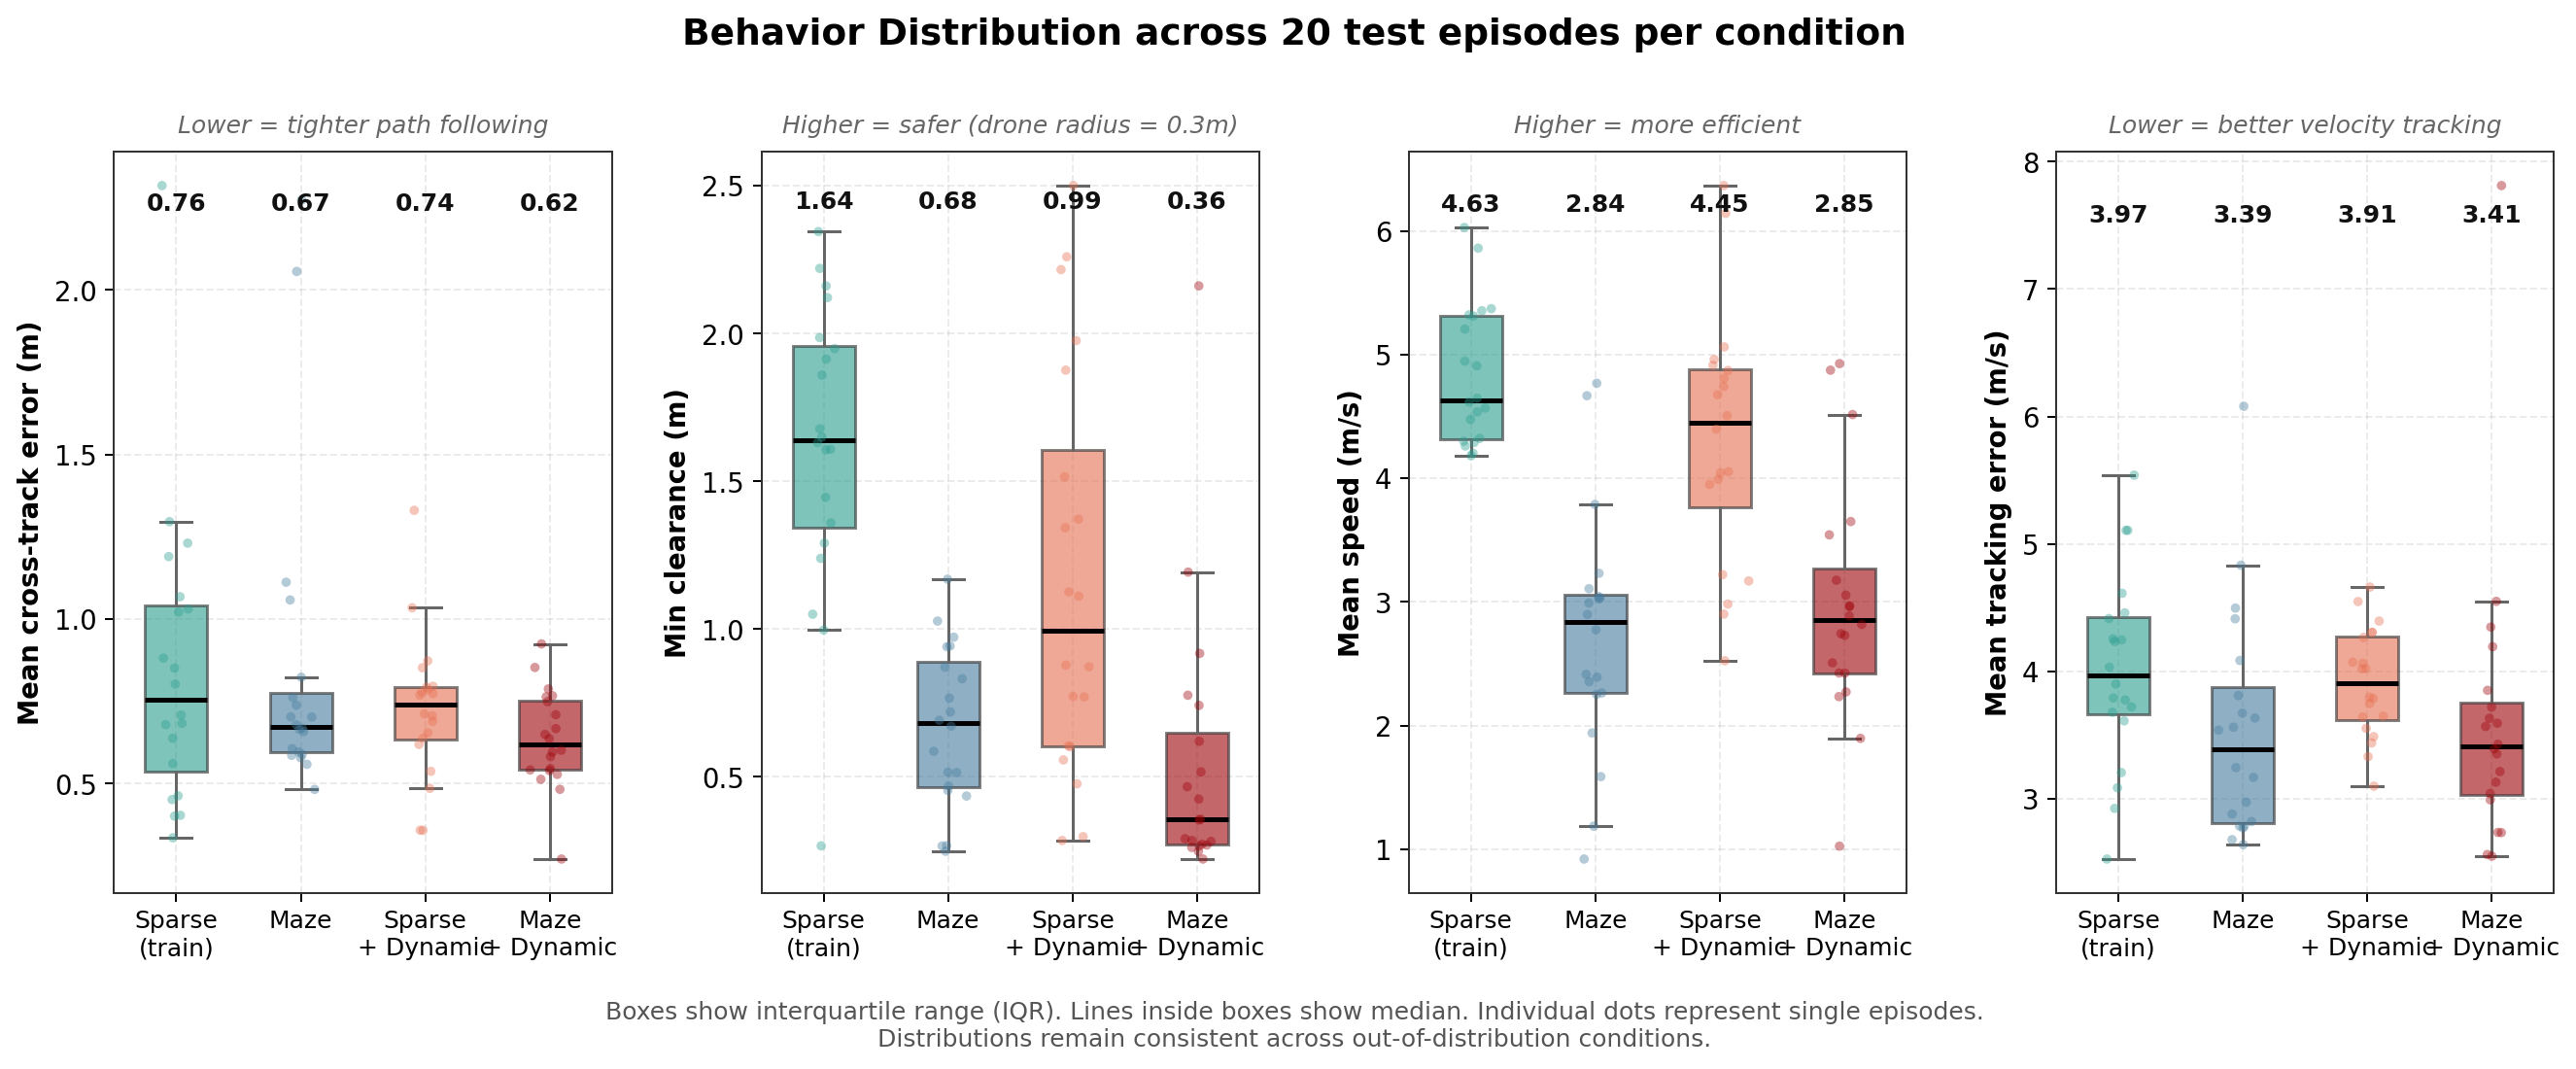 Behavior Distribution across 20 test episodes per condition
Lower = tighter path following
0.76 0.67 0.74 0.62
2.0
1.5
1.0
0.5
Mean cross-track error (m)
Sparse (train)
Maze
Sparse + Dynamic
Maze + Dynamic
Higher = safer (drone radius = 0.3m)
1.64 0.68 0.99 0.36
2.5
2.0
1.5
1.0
0.5
Min clearance (m)
Sparse (train)
Maze
Sparse + Dynamic
Maze + Dynamic
Higher = more efficient
4.63 2.84 4.45 2.85
6
5
4
3
2
1
Mean speed (m/s)
Sparse (train)
Maze
Sparse + Dynamic
Maze + Dynamic
Lower = better velocity tracking
3.97 3.39 3.91 3.41
8
7
6
5
4
3
Mean tracking error (m/s)
Sparse (train)
Maze
Sparse + Dynamic
Maze + Dynamic
Boxes show interquartile range (IQR). Lines inside boxes show median. Individual dots represent single episodes.
Distributions remain consistent across out-of-distribution conditions.